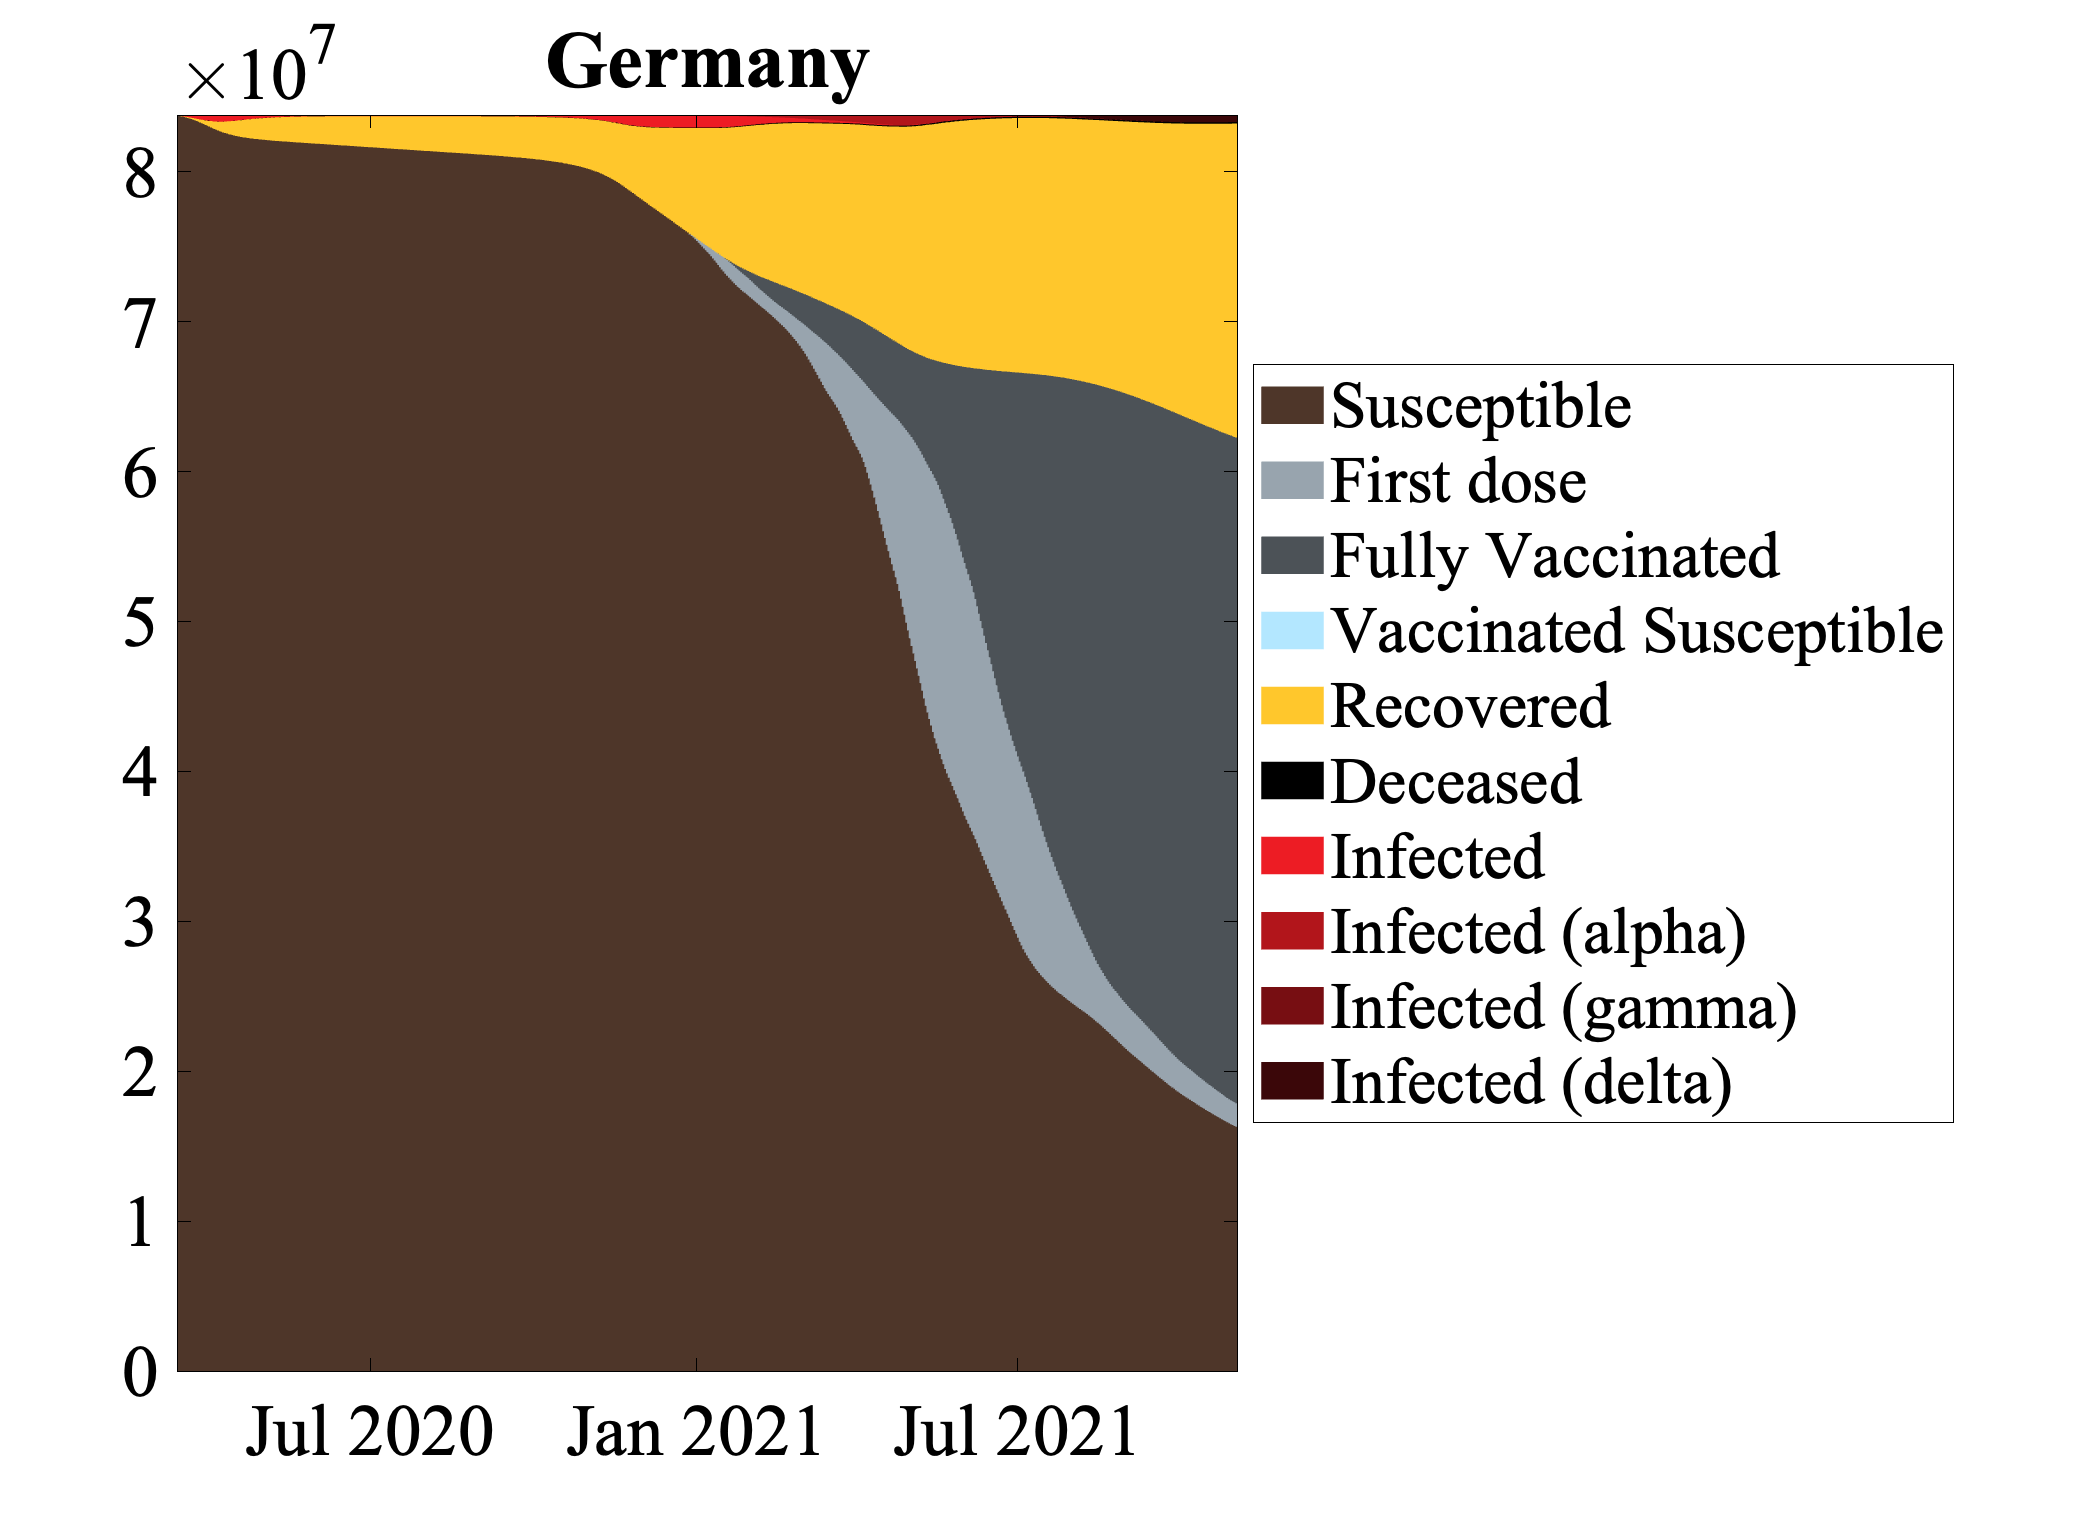 ×10^7
Germany
8
7
6
5
4
3
2
1
0
Jul 2020
Jan 2021
Jul 2021
Susceptible
First dose
Fully Vaccinated
Vaccinated Susceptible
Recovered
Deceased
Infected
Infected (alpha)
Infected (gamma)
Infected (delta)